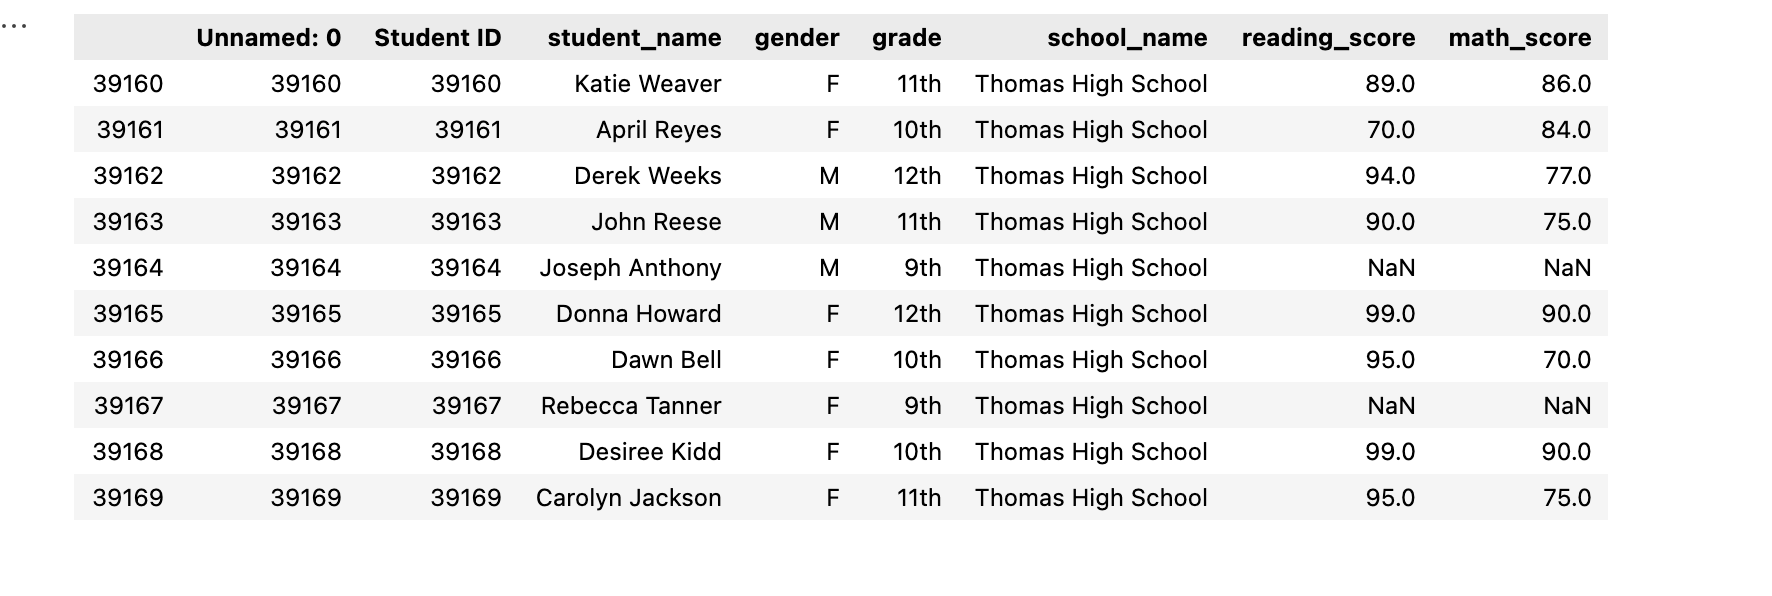 ...
Unnamed: 0 Student ID student_name gender grade school_name reading_score math_score
39160 39160 39160 Katie Weaver F 11th Thomas High School 89.0 86.0
39161 39161 39161 April Reyes F 10th Thomas High School 70.0 84.0
39162 39162 39162 Derek Weeks M 12th Thomas High School 94.0 77.0
39163 39163 39163 John Reese M 11th Thomas High School 90.0 75.0
39164 39164 39164 Joseph Anthony M 9th Thomas High School NaN NaN
39165 39165 39165 Donna Howard F 12th Thomas High School 99.0 90.0
39166 39166 39166 Dawn Bell F 10th Thomas High School 95.0 70.0
39167 39167 39167 Rebecca Tanner F 9th Thomas High School NaN NaN
39168 39168 39168 Desiree Kidd F 10th Thomas High School 99.0 90.0
39169 39169 39169 Carolyn Jackson F 11th Thomas High School 95.0 75.0